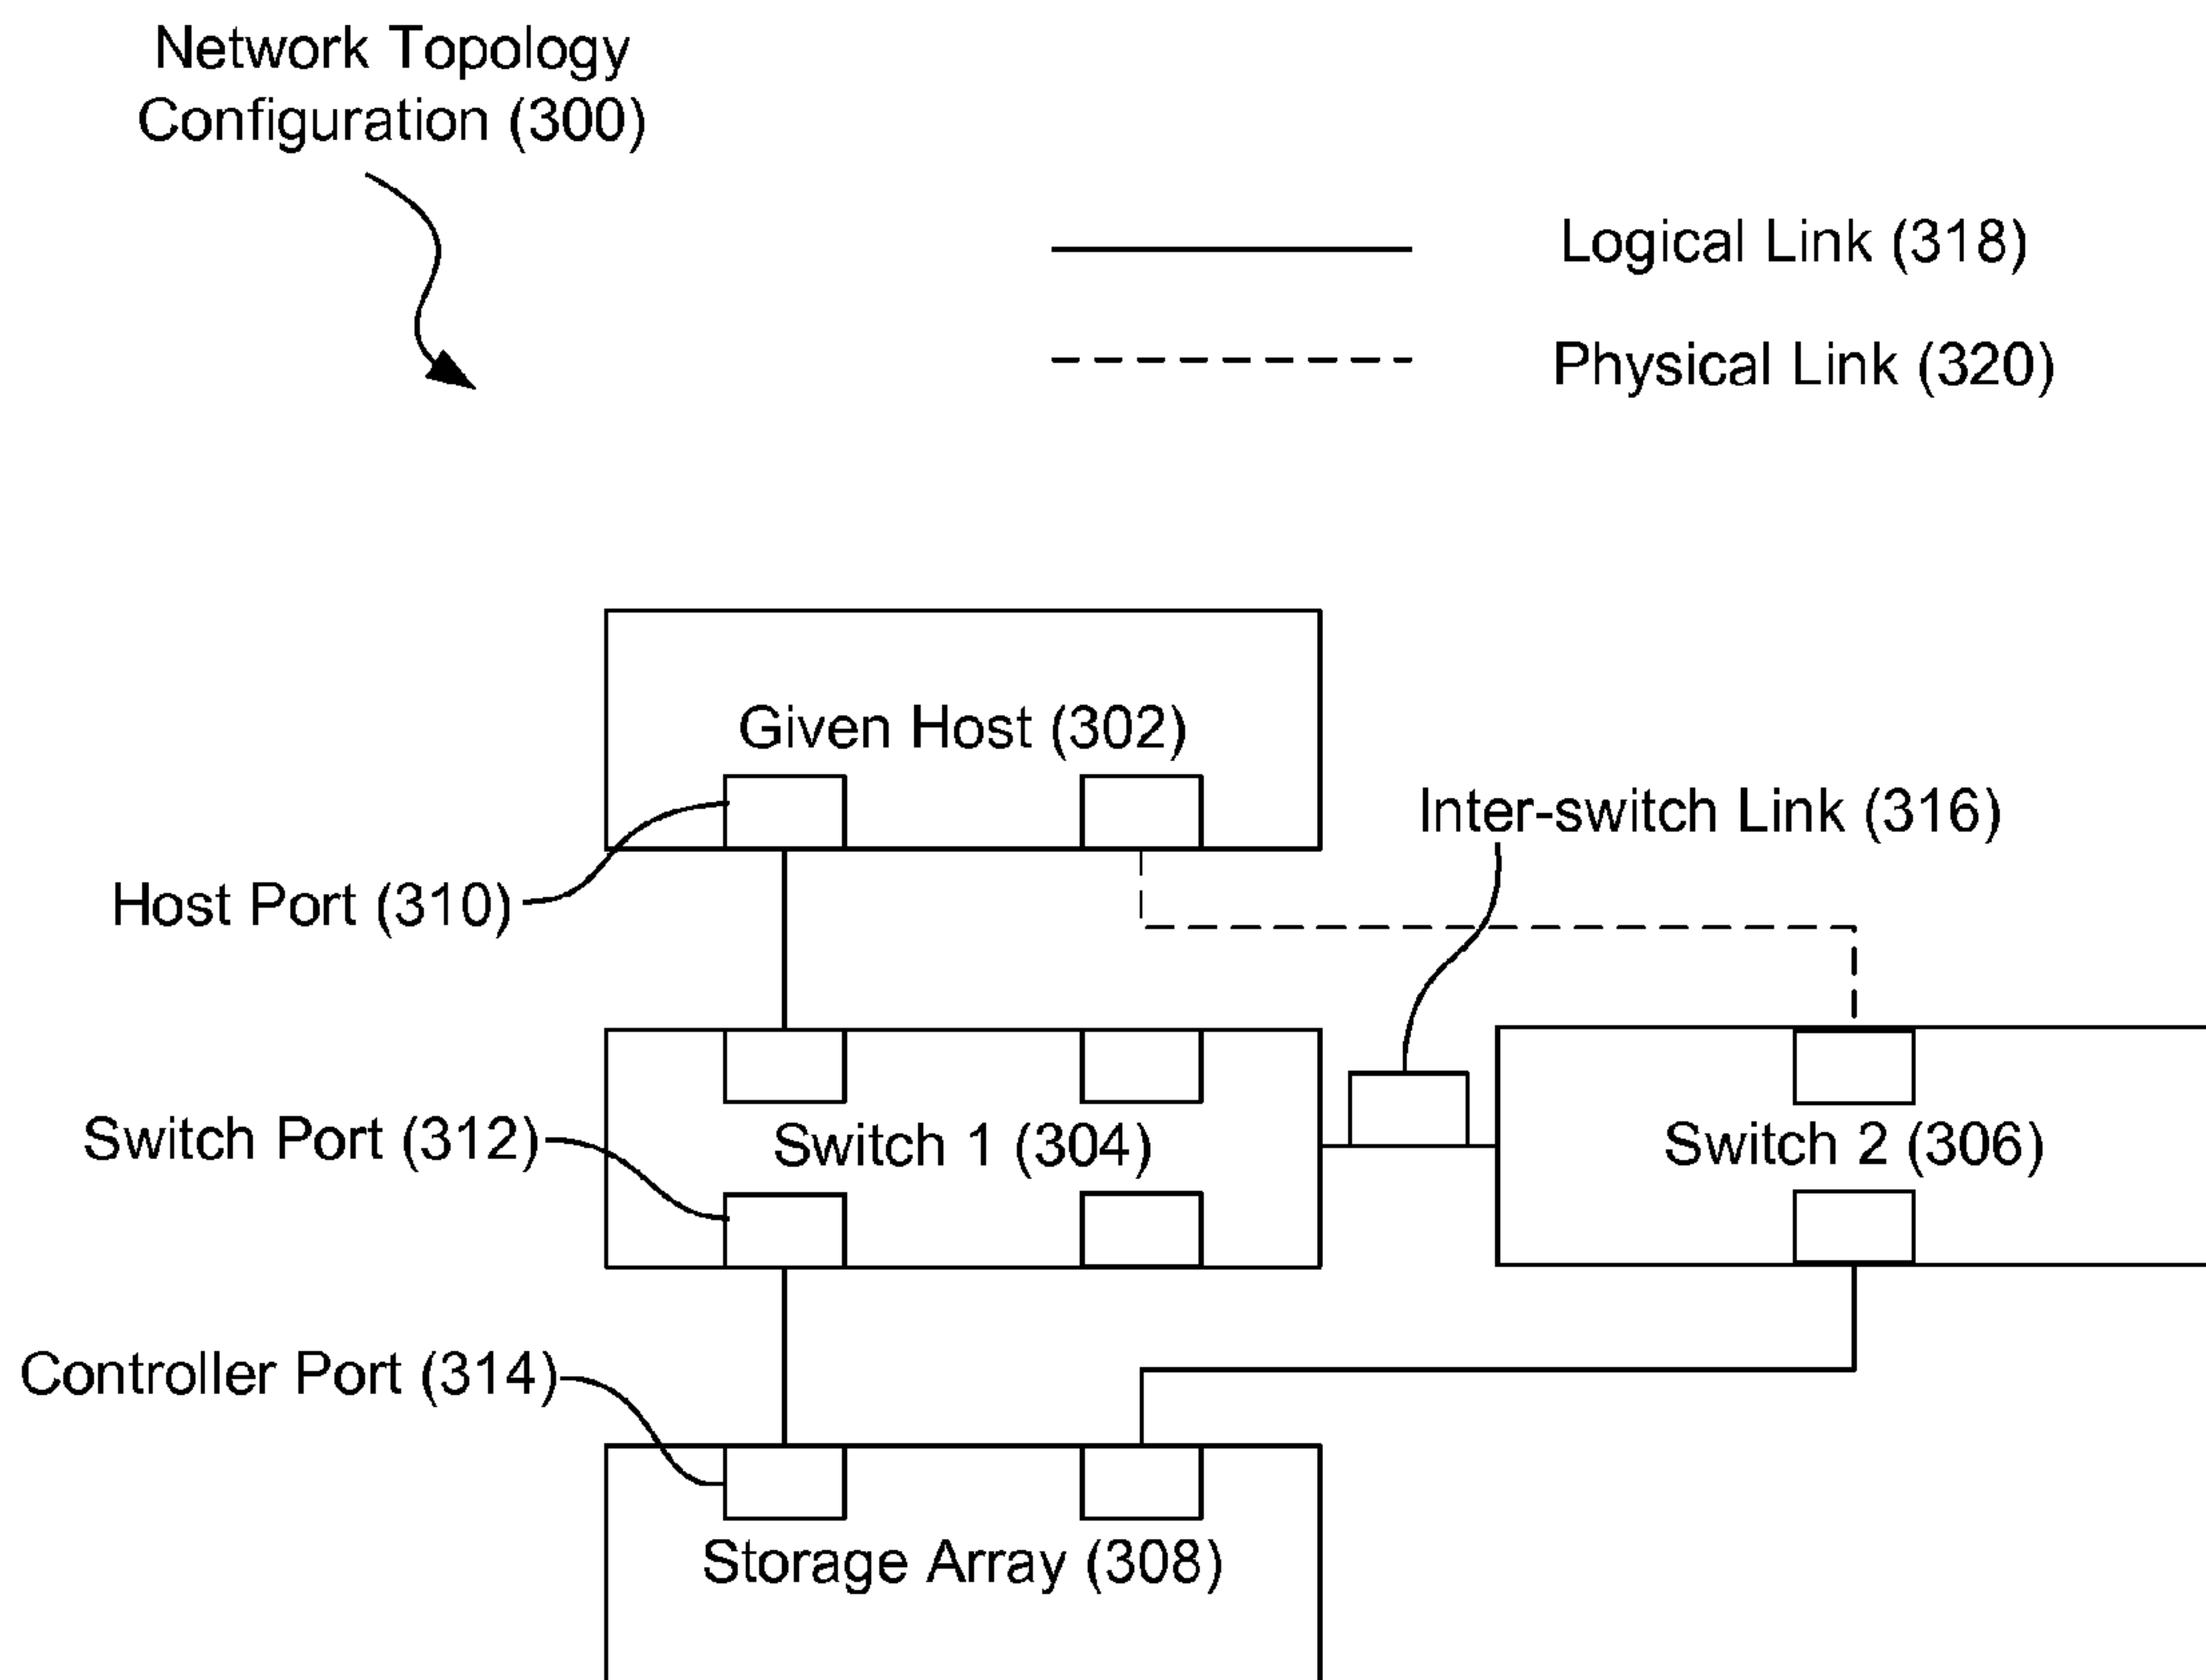 Network Topology
Configuration (300)
Logical Link (318)
Physical Link (320)
Given Host (302)
Inter-switch Link (316)
Host Port (310)
Switch Port (312)
Switch 1 (304)
Switch 2 (306)
Controller Port (314)
Storage Array (308)